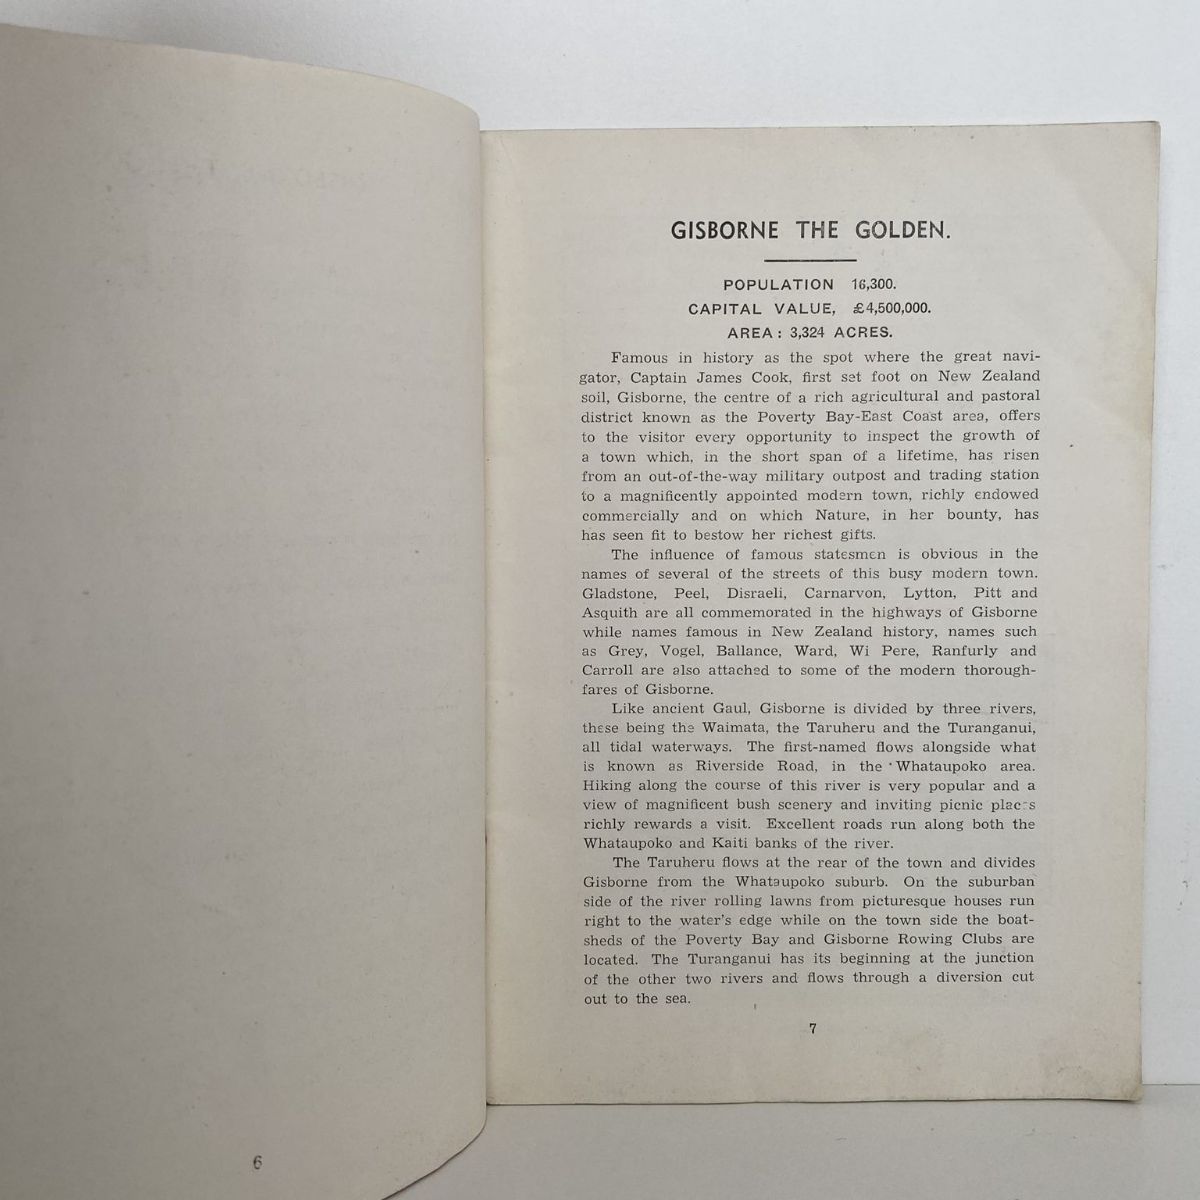 6
GISBORNE THE GOLDEN.
POPULATION 16,300.
CAPITAL VALUE, £4,500,000.
AREA: 3,324 ACRES.
Famous in history as the spot where the great navi-
gator, Captain James Cook, first set foot on New Zealand
soil, Gisborne, the centre of a rich agricultural and pastoral
district known as the Poverty Bay-East Coast area, offers
to the visitor every opportunity to inspect the growth of
a town which, in the short span of a lifetime, has risen
from an out-of-the-way military outpost and trading station
to a magnificently appointed modern town, richly endowed
commercially and on which Nature, in her bounty, has
has seen fit to bestow her richest gifts.
The influence of famous statesmen is obvious in the
names of several of the streets of this busy modern town.
Gladstone, Peel, Disraeli, Carnarvon, Lytton, Pitt and
Asquith are all commemorated in the highways of Gisborne
while names famous in New Zealand history, names such
as Grey, Vogel, Ballance, Ward, Wi Pere, Ranfurly and
Carroll are also attached to some of the modern thorough-
fares of Gisborne.
Like ancient Gaul, Gisborne is divided by three rivers,
these being the Waimata, the Taruheru and the Turanganui,
all tidal waterways. The first-named flows alongside what
is known as Riverside Road, in the Whataupoko area.
Hiking along the course of this river is very popular and a
view of magnificent bush scenery and inviting picnic places
richly rewards a visit. Excellent roads run along both the
Whataupoko and Kaiti banks of the river.
The Taruheru flows at the rear of the town and divides
Gisborne from the Whataupoko suburb. On the suburban
side of the river rolling lawns from picturesque houses run
right to the water's edge while on the town side the boat-
sheds of the Poverty Bay and Gisborne Rowing Clubs are
located. The Turanganui has its beginning at the junction
of the other two rivers and flows through a diversion cut
out to the sea.
7